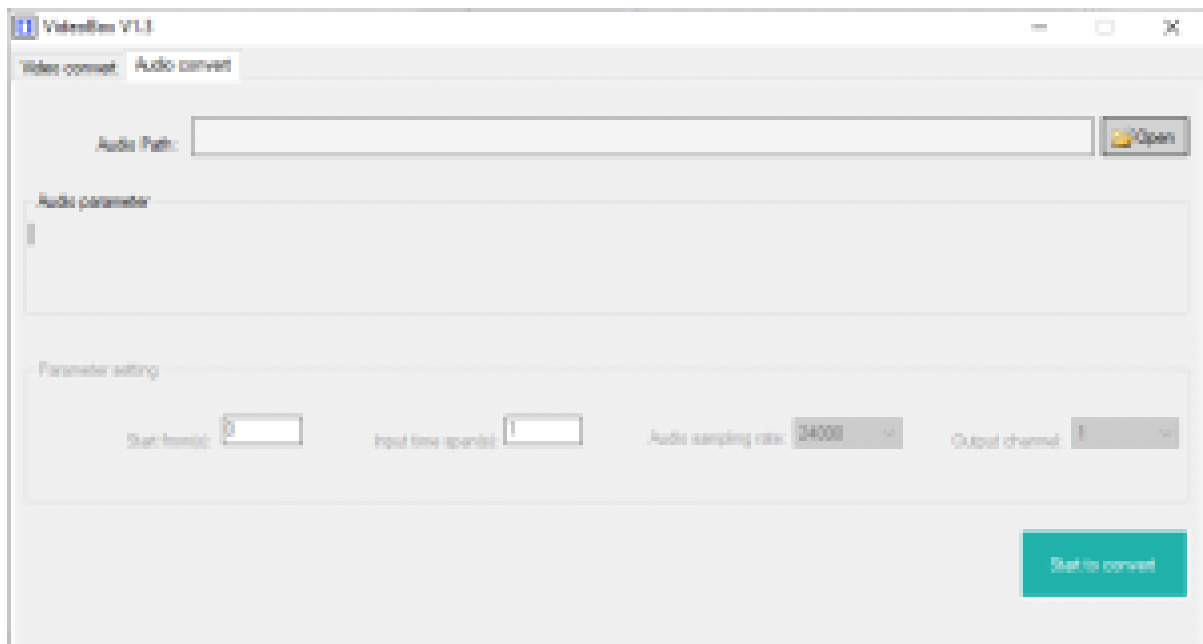 VideoBox V1.3
Video convert Audio convert
Audio Path: Open
Audio parameter
Parameter setting
Start from(s): 0 Input time span(s): 1 Audio sampling rate: 24000 Output channel: 1
Start to convert